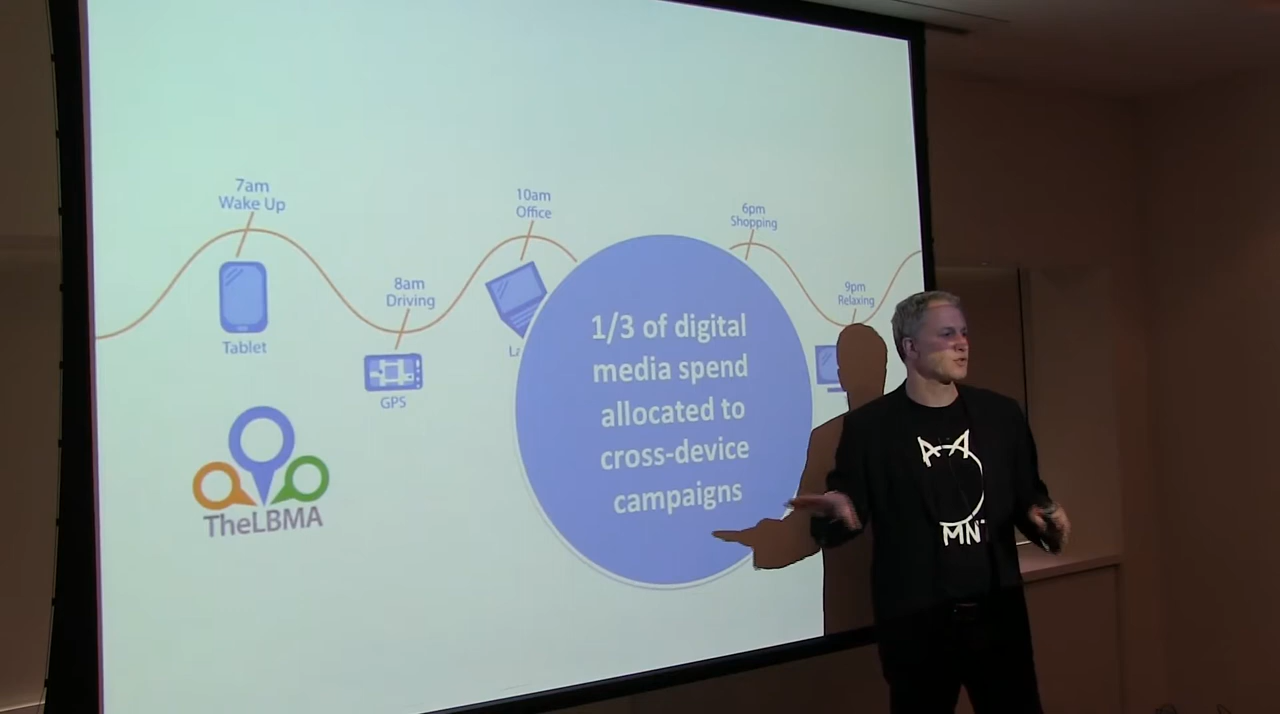 7am
Wake Up
Tablet
8am
Driving
GPS
10am
Office
1/3 of digital
media spend
allocated to
cross-device
campaigns
6pm
Shopping
9pm
Relaxing
TheLBMA
MN